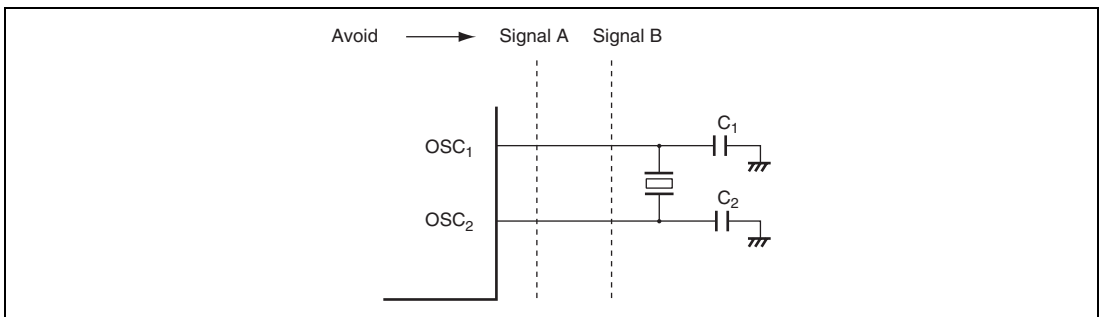 Avoid Signal A Signal B
OSC₁
C₁
OSC₂
C₂